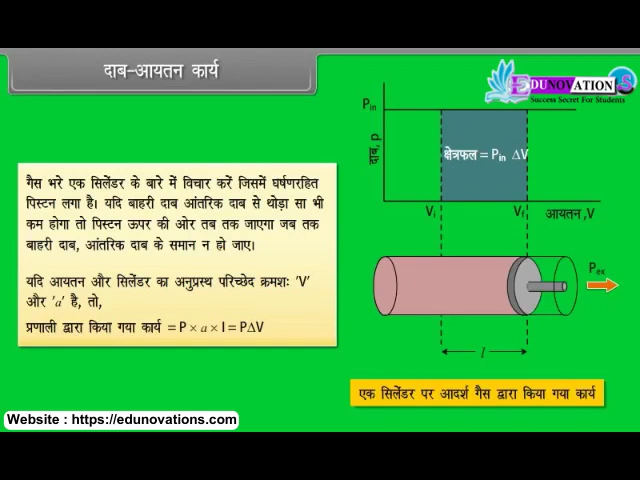 दाब-आयतन कार्य
EDUNOVATIONS
Success Secret For Students
गैस भरे एक सिलेंडर के बारे में विचार करें जिसमें घर्षणरहित
पिस्टन लगा है। यदि बाहरी दाब आंतरिक दाब से थोड़ा सा भी
कम होगा तो पिस्टन ऊपर की ओर तब तक जाएगा जब तक
बाहरी दाब, आंतरिक दाब के समान न हो जाए।
यदि आयतन और सिलेंडर का अनुप्रस्थ परिच्छेद क्रमशः 'V'
और 'a' है, तो,
प्रणाली द्वारा किया गया कार्य = P × a × l = PΔV
Pin
दाब, p
क्षेत्रफल = Pin ΔV
Vi
Vf
आयतन,V
Pex
l
एक सिलेंडर पर आदर्श गैस द्वारा किया गया कार्य
Website : https://edunovations.com